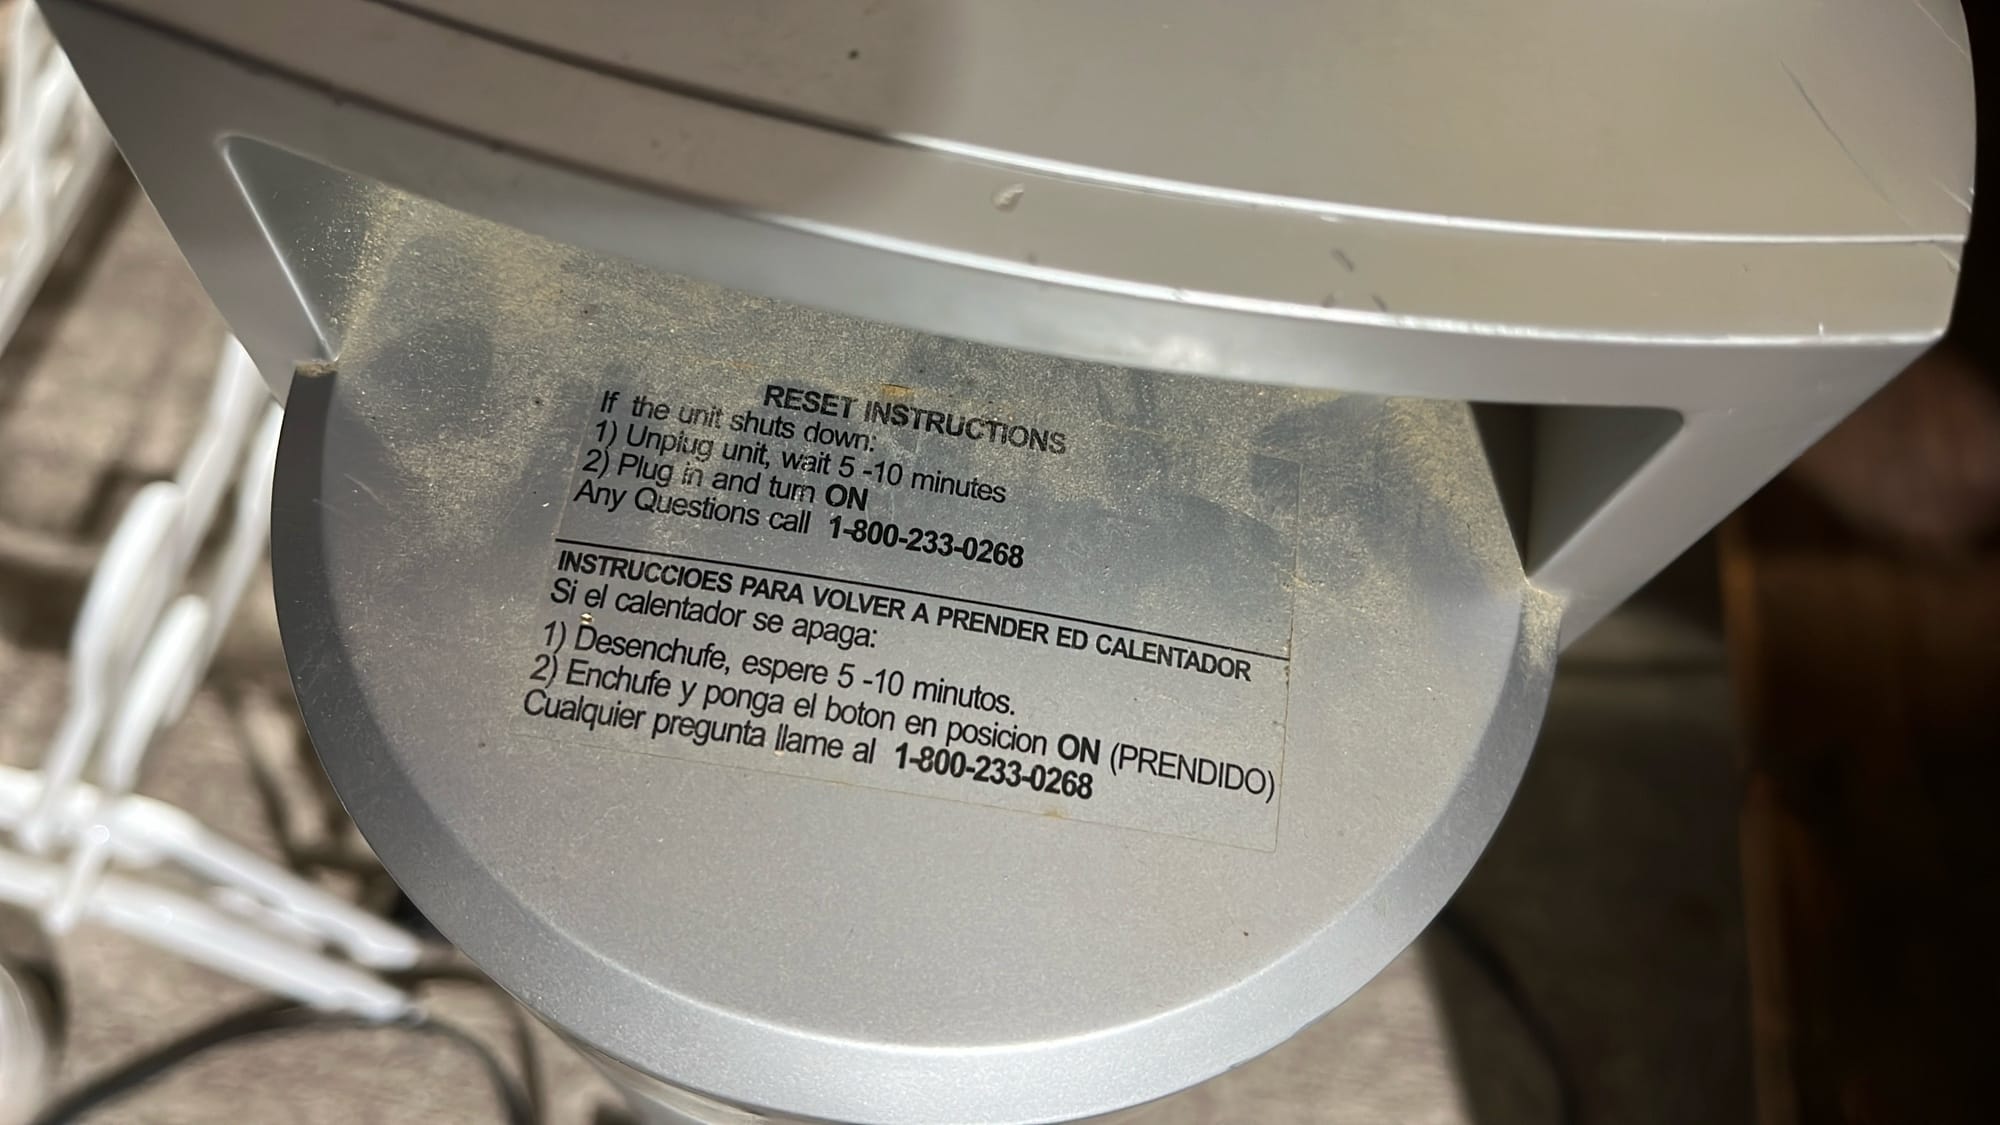 RESET INSTRUCTIONS
If the unit shuts down:
1) Unplug unit, wait 5 -10 minutes
2) Plug in and turn ON
Any Questions call 1-800-233-0268
INSTRUCCIOES PARA VOLVER A PRENDER ED CALENTADOR
Si el calentador se apaga:
1) Desenchufe, espere 5 -10 minutos.
2) Enchufe y ponga el boton en posicion ON (PRENDIDO)
Cualquier pregunta llame al 1-800-233-0268